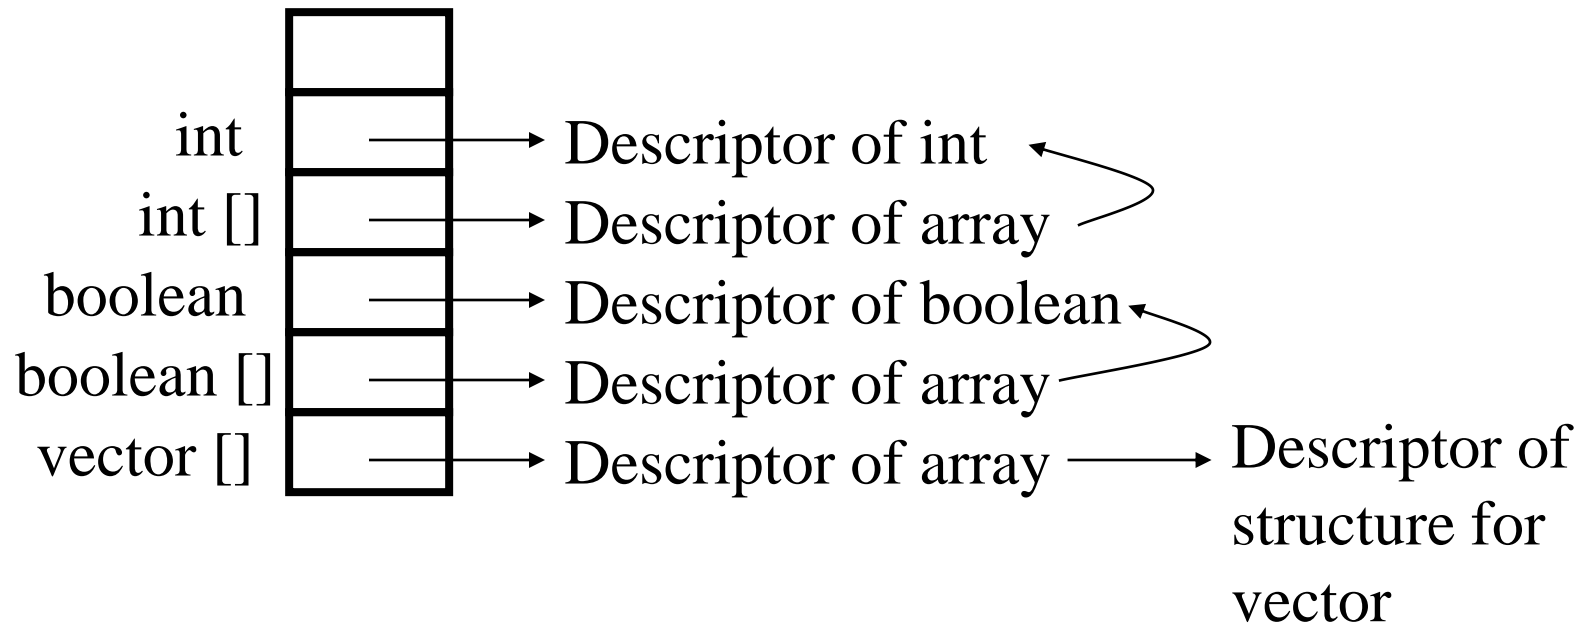 int
Descriptor of int
int []
Descriptor of array
boolean
Descriptor of boolean
boolean []
Descriptor of array
vector []
Descriptor of array
Descriptor of
structure for
vector